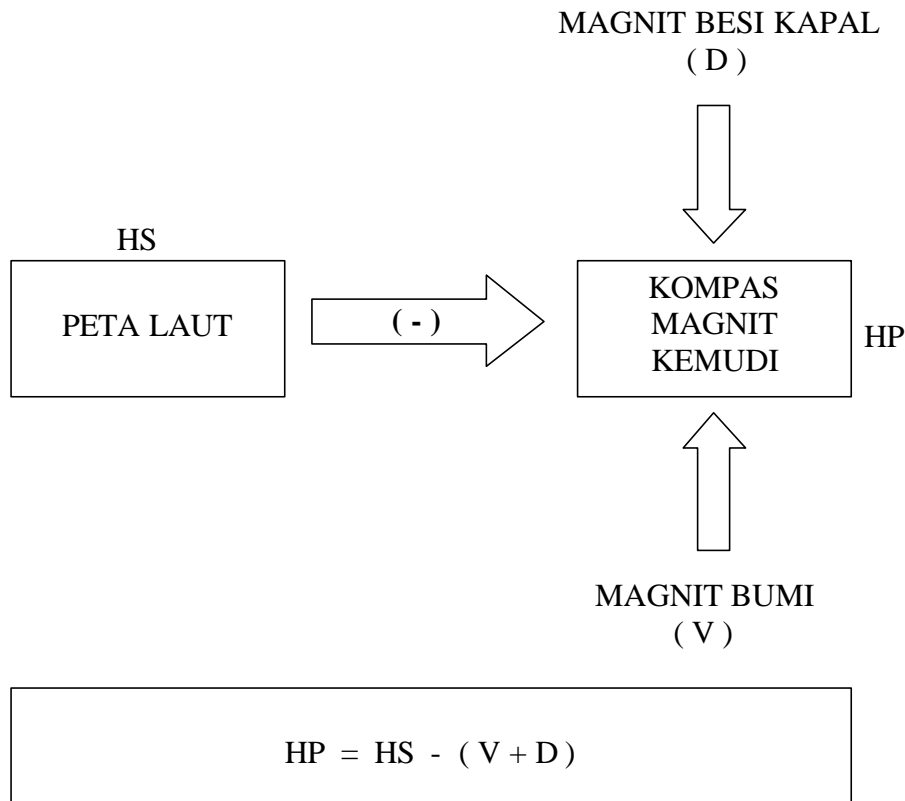 MAGNIT BESI KAPAL
( D )
HS
PETA LAUT
( - )
KOMPAS
MAGNIT
KEMUDI
HP
MAGNIT BUMI
( V )
HP = HS - ( V + D )